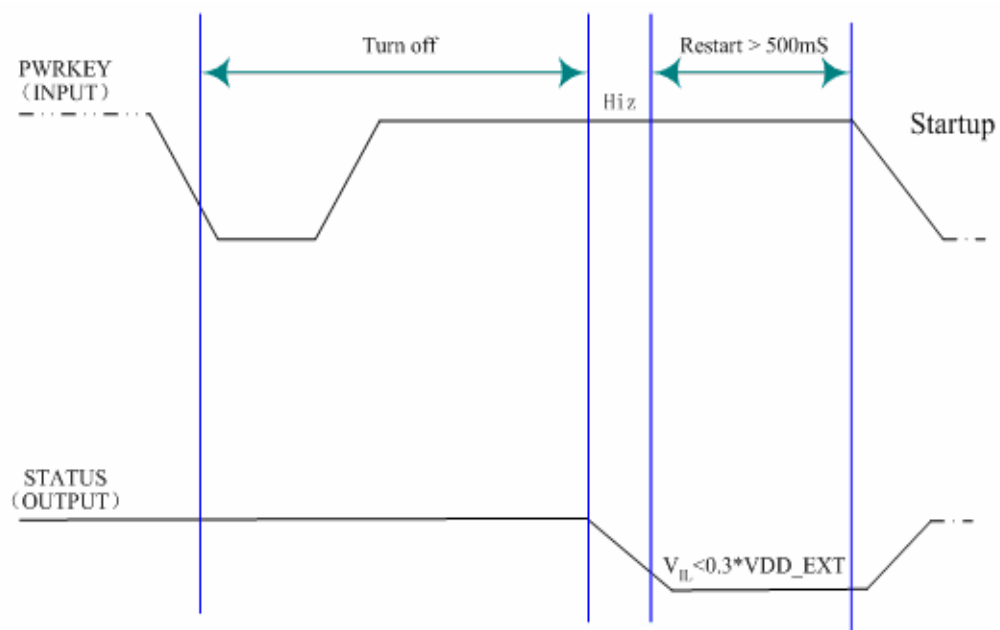 Turn off
Restart > 500mS
PWRKEY
（INPUT）
Hiz
Startup
STATUS
（OUTPUT）
VIL<0.3*VDD_EXT